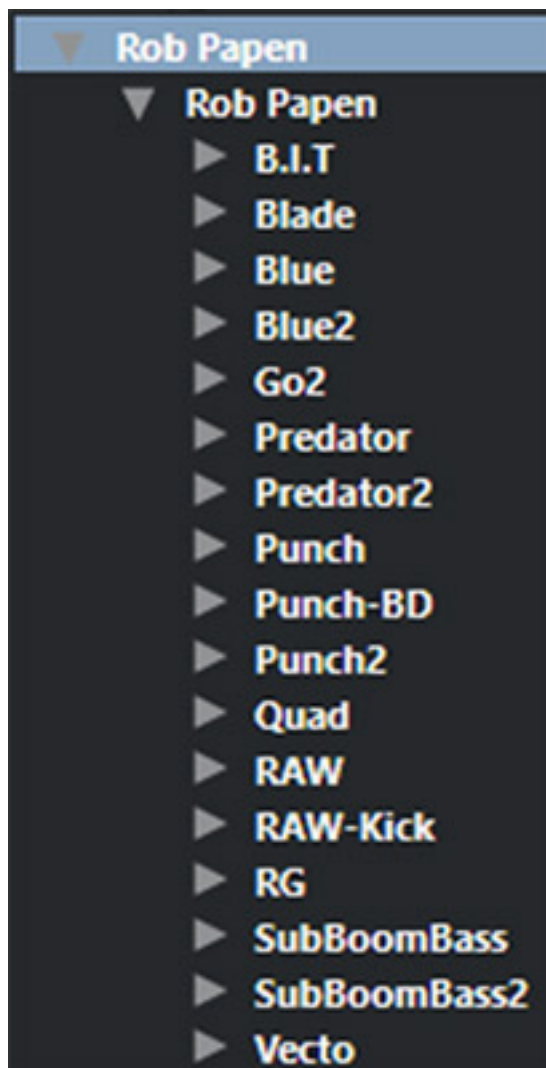 Rob Papen
Rob Papen
B.I.T
Blade
Blue
Blue2
Go2
Predator
Predator2
Punch
Punch-BD
Punch2
Quad
RAW
RAW-Kick
RG
SubBoomBass
SubBoomBass2
Vecto